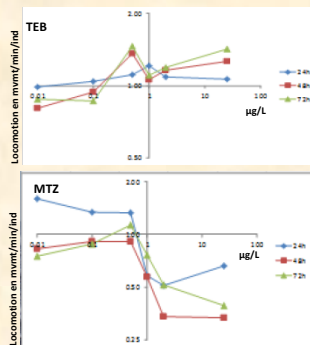 TEB
Locomotion en mvmt/min/ind
2.00
1.00
0.50
0.01
0.1
1
10
100
µg/L
24h
48h
72h
MTZ
Locomotion en mvmt/min/ind
2.00
1.00
0.50
0.25
0.01
0.1
1
10
100
µg/L
24h
48h
72h